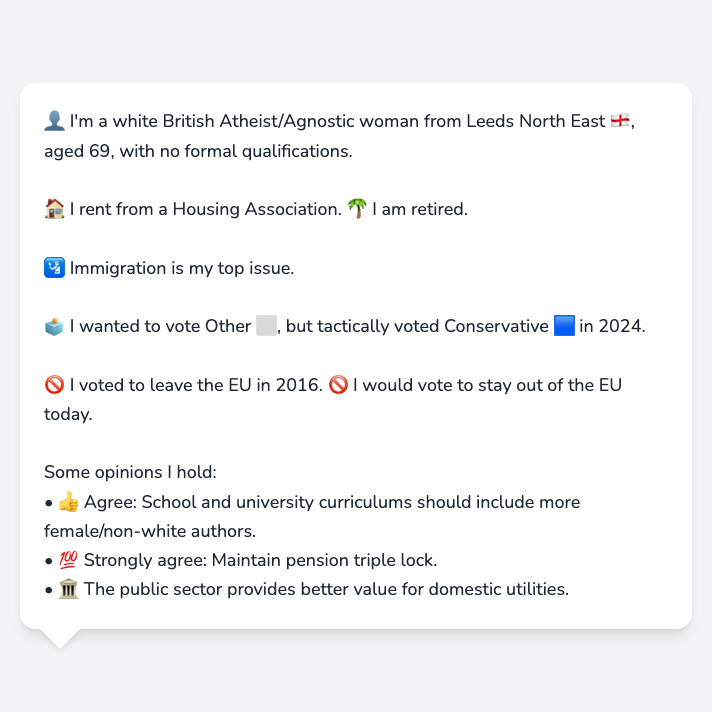 👤 I'm a white British Atheist/Agnostic woman from Leeds North East 🏴󠁧󠁢󠁥󠁮󠁧󠁿,
aged 69, with no formal qualifications.
🏠 I rent from a Housing Association. 🌴 I am retired.
🛂 Immigration is my top issue.
🗳️ I wanted to vote Other ⬜, but tactically voted Conservative 🟦 in 2024.
🚫 I voted to leave the EU in 2016. 🚫 I would vote to stay out of the EU
today.
Some opinions I hold:
• 👍 Agree: School and university curriculums should include more
female/non-white authors.
• 💯 Strongly agree: Maintain pension triple lock.
• 🏛️ The public sector provides better value for domestic utilities.